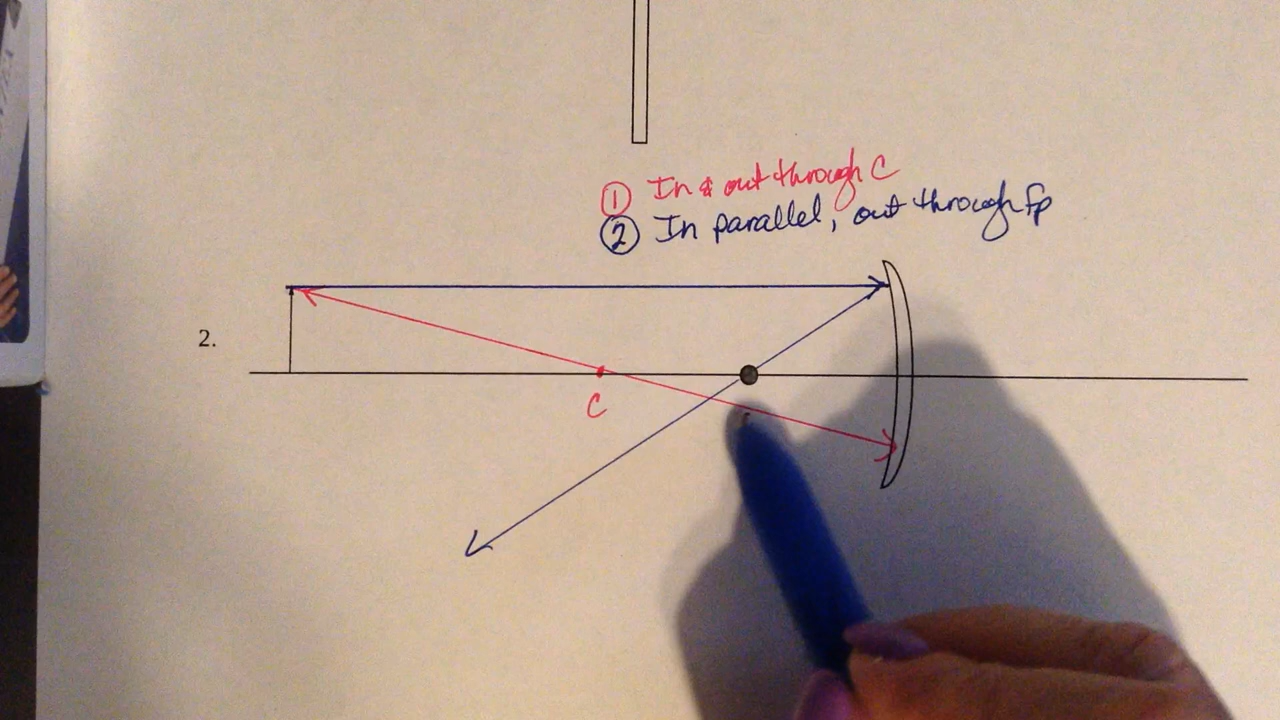 ① In & out through C
② In parallel, out through fp
2.
C